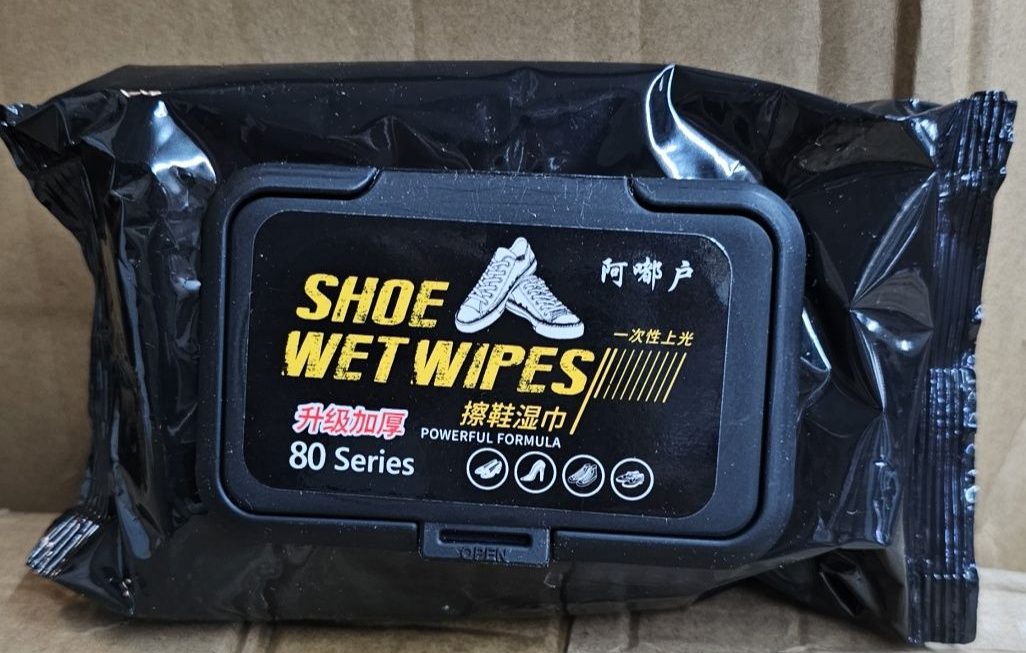 阿嘟户
SHOE
WET WIPES
一次性上光
擦鞋湿巾
升级加厚
POWERFUL FORMULA
80 Series
OPEN